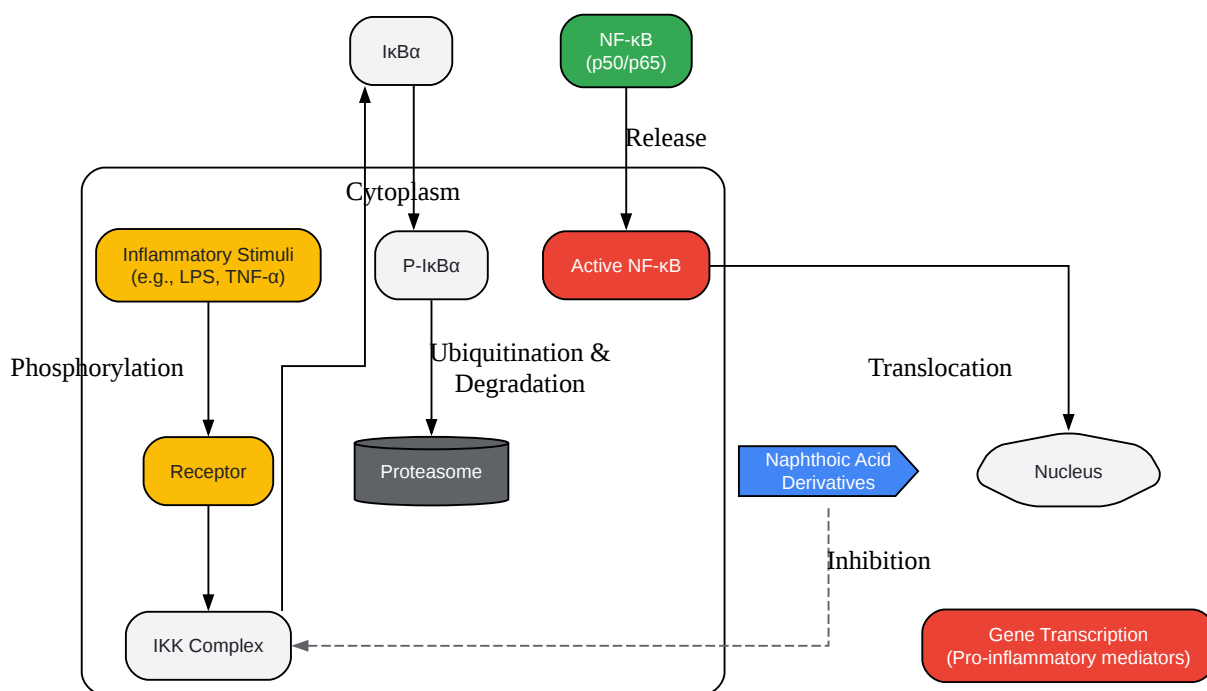 IκBα
NF-κB
(p50/p65)
Release
Cytoplasm
Inflammatory Stimuli
(e.g., LPS, TNF-α)
P-IκBα
Active NF-κB
Phosphorylation
Ubiquitination &
Degradation
Translocation
Receptor
Proteasome
Naphthoic Acid
Derivatives
Nucleus
Inhibition
IKK Complex
Gene Transcription
(Pro-inflammatory mediators)